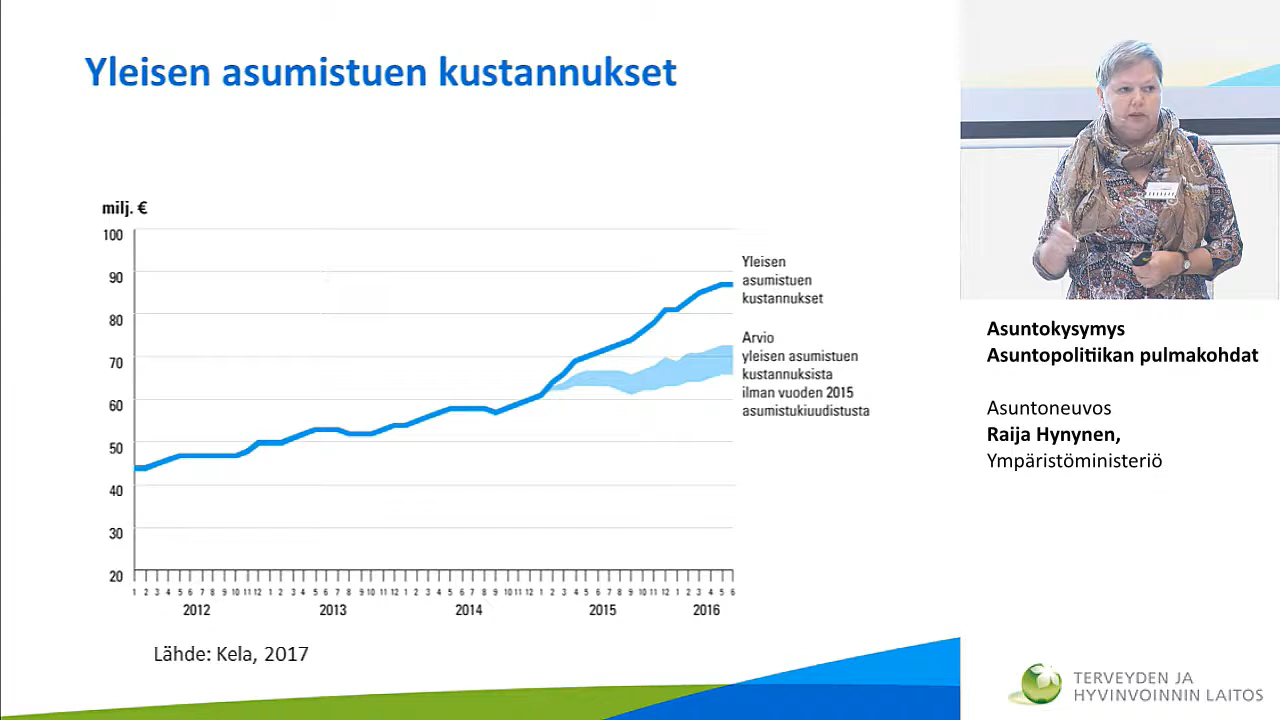 Yleisen asumistuen kustannukset
milj. €
100
90
80
70
60
50
40
30
20
Yleisen
asumistuen
kustannukset
Arvio
yleisen asumistuen
kustannuksista
ilman vuoden 2015
asumistukiuudistusta
1 2 3 4 5 6 7 8 9 10 11 12 1 2 3 4 5 6 7 8 9 10 11 12 1 2 3 4 5 6 7 8 9 10 11 12 1 2 3 4 5 6 7 8 9 10 11 12 1 2 3 4 5 6
2012 2013 2014 2015 2016
Lähde: Kela, 2017
Asuntokysymys
Asuntopolitiikan pulmakohdat
Asuntoneuvos
Raija Hynynen,
Ympäristöministeriö
TERVEYDEN JA
HYVINVOINNIN LAITOS